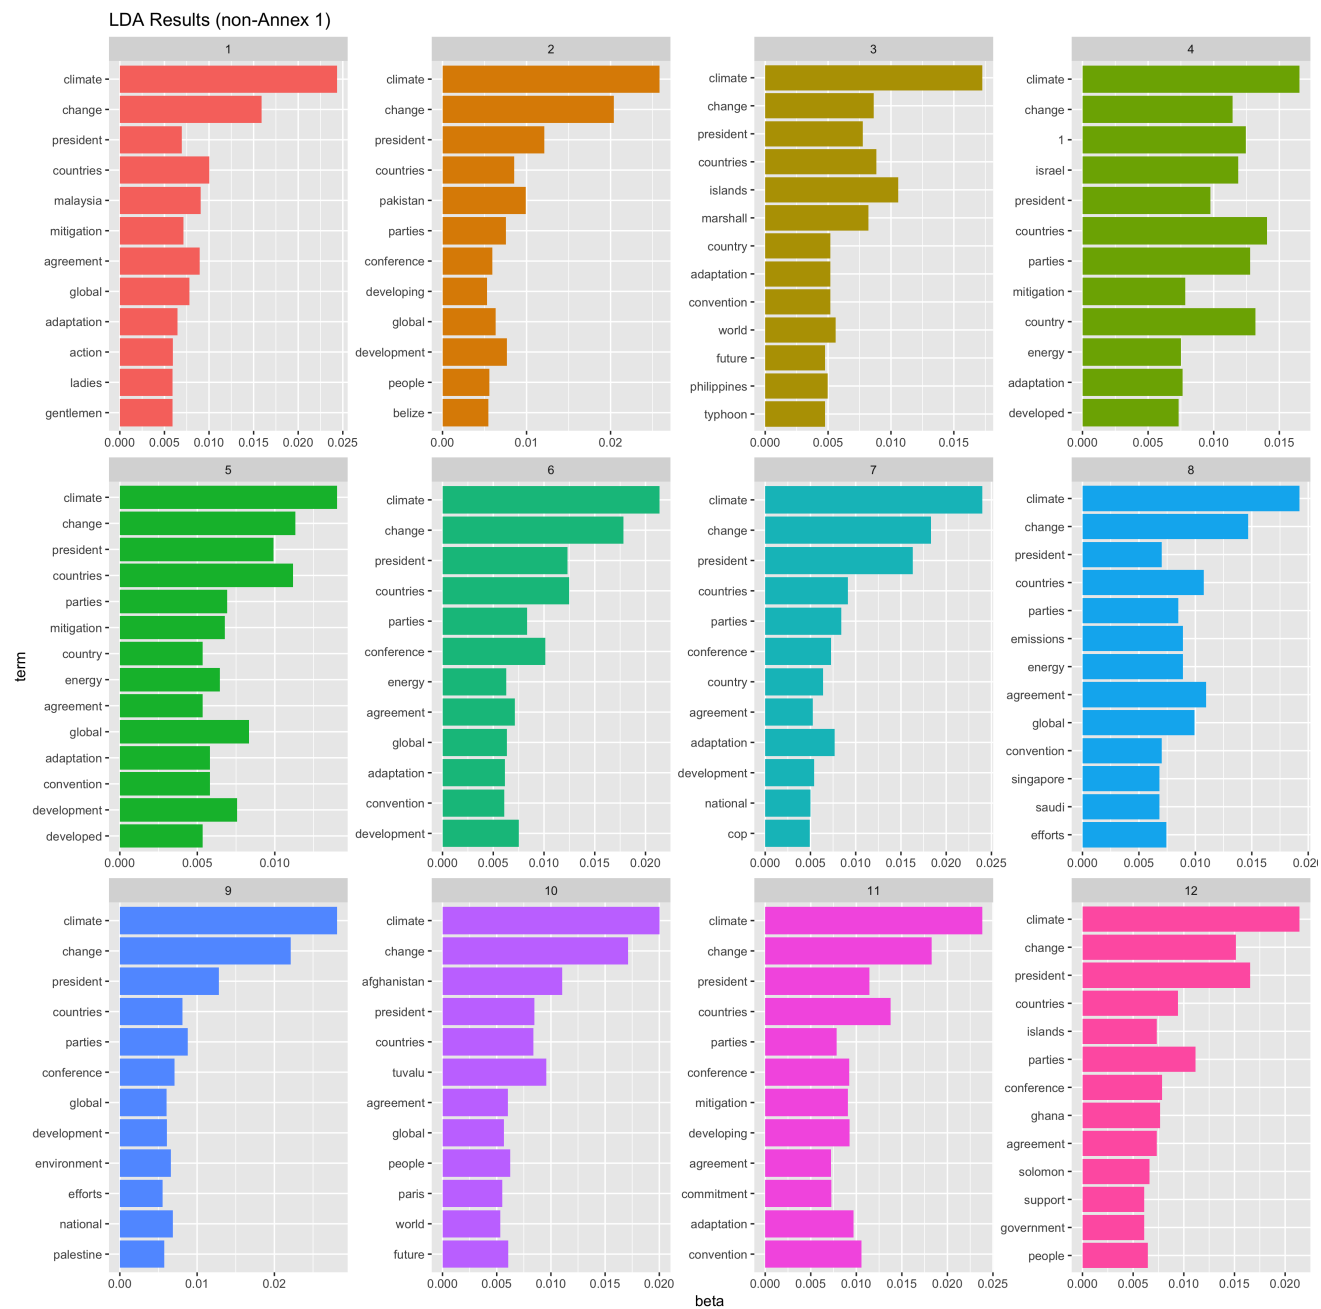 LDA Results (non-Annex 1)
1
climate
change
president
countries
malaysia
mitigation
agreement
global
adaptation
action
ladies
gentlemen
0.000 0.005 0.010 0.015 0.020 0.025
2
climate
change
president
countries
pakistan
parties
conference
developing
global
development
people
belize
0.00 0.01 0.02
3
climate
change
president
countries
islands
marshall
country
adaptation
convention
world
future
philippines
typhoon
0.000 0.005 0.010 0.015
4
climate
change
1
israel
president
countries
parties
mitigation
country
energy
adaptation
developed
0.000 0.005 0.010 0.015
5
climate
change
president
countries
parties
mitigation
country
energy
agreement
global
adaptation
convention
development
developed
0.000 0.005 0.010
6
climate
change
president
countries
parties
conference
energy
agreement
global
adaptation
convention
development
0.000 0.005 0.010 0.015 0.020
7
climate
change
president
countries
parties
conference
country
agreement
adaptation
development
national
cop
0.000 0.005 0.010 0.015 0.020 0.025
8
climate
change
president
countries
parties
emissions
energy
agreement
global
convention
singapore
saudi
efforts
0.000 0.005 0.010 0.015 0.020
9
climate
change
president
countries
parties
conference
global
development
environment
efforts
national
palestine
0.00 0.01 0.02
10
climate
change
afghanistan
president
countries
tuvalu
agreement
global
people
paris
world
future
0.000 0.005 0.010 0.015 0.020
11
climate
change
president
countries
parties
conference
mitigation
developing
agreement
commitment
adaptation
convention
0.000 0.005 0.010 0.015 0.020 0.025
12
climate
change
president
countries
islands
parties
conference
ghana
agreement
solomon
support
government
people
0.000 0.005 0.010 0.015 0.020
term
beta